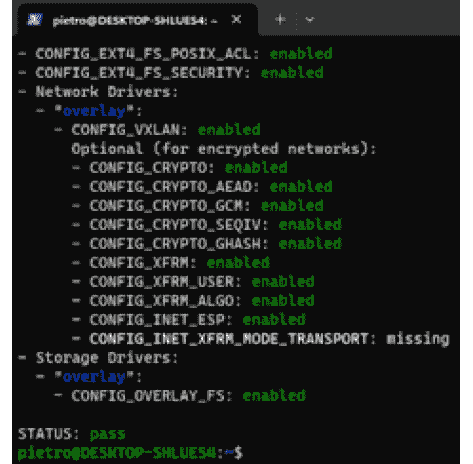 pietro@DESKTOP-SHLUES4: ~
- CONFIG_EXT4_FS_POSIX_ACL: enabled
- CONFIG_EXT4_FS_SECURITY: enabled
- Network Drivers:
- "overlay":
- CONFIG_VXLAN: enabled
Optional (for encrypted networks):
- CONFIG_CRYPTO: enabled
- CONFIG_CRYPTO_AEAD: enabled
- CONFIG_CRYPTO_GCM: enabled
- CONFIG_CRYPTO_SEQIV: enabled
- CONFIG_CRYPTO_GHASH: enabled
- CONFIG_XFRM: enabled
- CONFIG_XFRM_USER: enabled
- CONFIG_XFRM_ALGO: enabled
- CONFIG_INET_ESP: enabled
- CONFIG_INET_XFRM_MODE_TRANSPORT: missing
- Storage Drivers:
- "overlay":
- CONFIG_OVERLAY_FS: enabled
STATUS: pass
pietro@DESKTOP-SHLUES4:~$